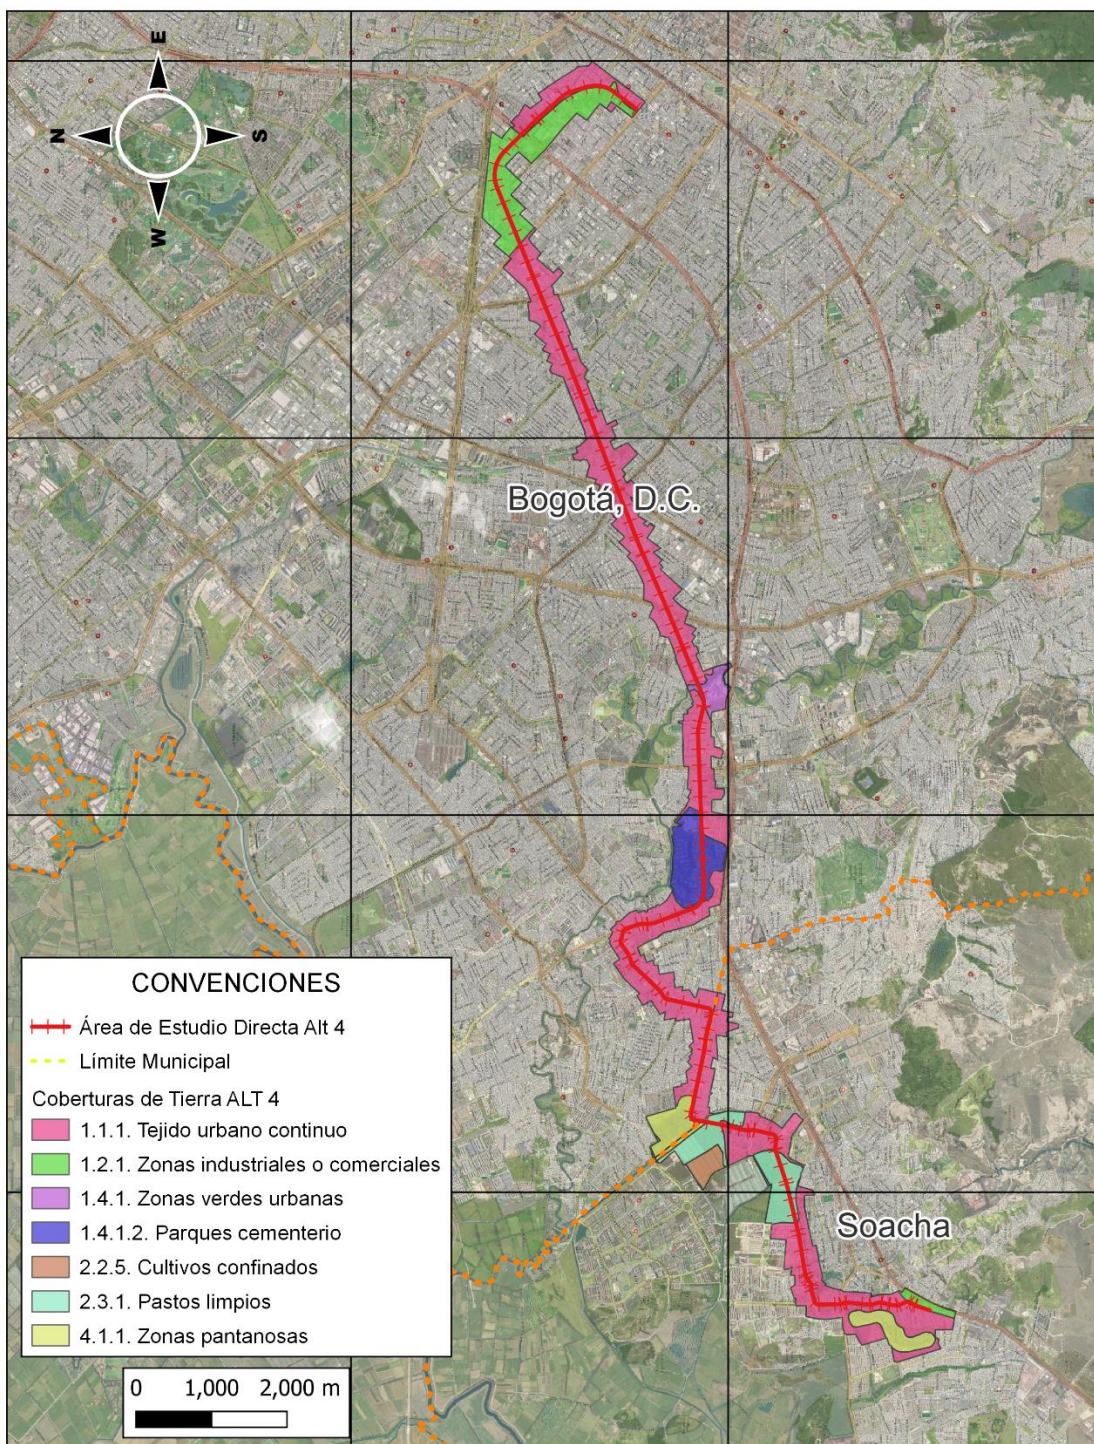 E
N
S
W
Bogotá, D.C.
Soacha
CONVENCIONES
Área de Estudio Directa Alt 4
Límite Municipal
Coberturas de Tierra ALT 4
1.1.1. Tejido urbano continuo
1.2.1. Zonas industriales o comerciales
1.4.1. Zonas verdes urbanas
1.4.1.2. Parques cementerio
2.2.5. Cultivos confinados
2.3.1. Pastos limpios
4.1.1. Zonas pantanosas
0 1,000 2,000 m